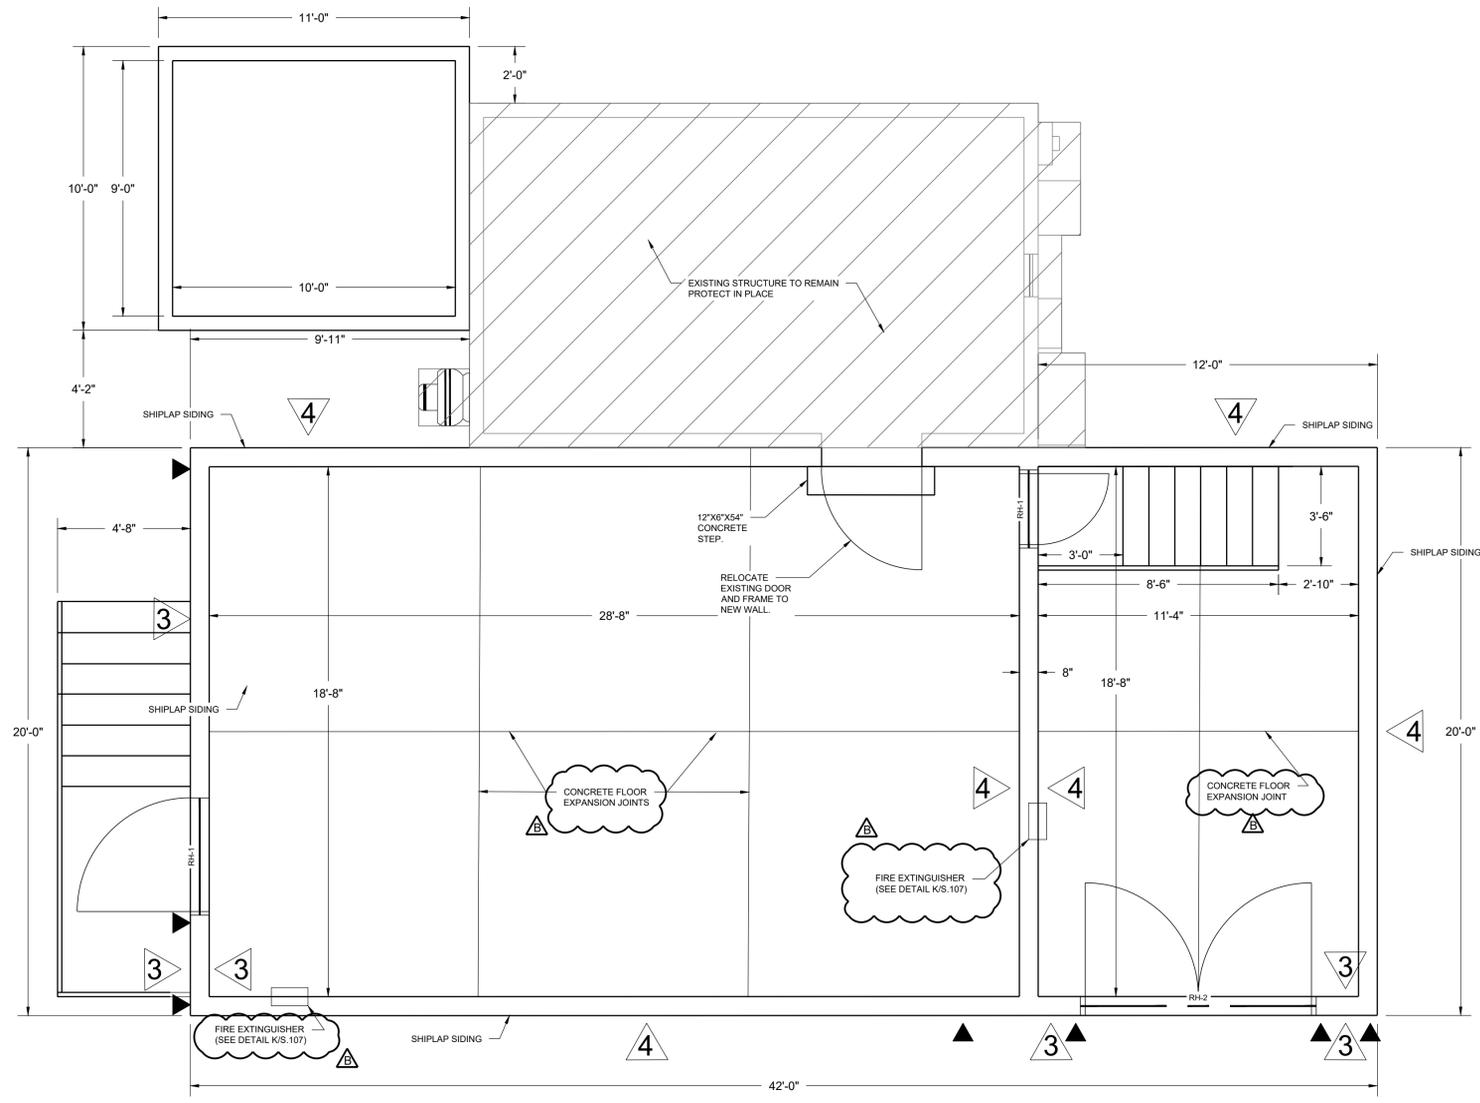 11'-0"
2'-0"
10'-0"
9'-0"
10'-0"
EXISTING STRUCTURE TO REMAIN
PROTECT IN PLACE
9'-11"
12'-0"
4'-2"
SHIPLAP SIDING
4
4
SHIPLAP SIDING
RH-1
12"X6"X54"
CONCRETE
STEP.
3'-6"
4'-8"
3'-0"
SHIPLAP SIDING
RELOCATE
EXISTING DOOR
AND FRAME TO
NEW WALL.
8'-6"
2'-10"
3
28'-8"
11'-4"
8"
18'-8"
18'-8"
SHIPLAP SIDING
20'-0"
4
20'-0"
4
4
CONCRETE FLOOR
EXPANSION JOINTS
B
CONCRETE FLOOR
EXPANSION JOINT
B
B
RH-1
FIRE EXTINGUISHER
(SEE DETAIL K/S.107)
3
3
3
RH-2
FIRE EXTINGUISHER
(SEE DETAIL K/S.107)
B
SHIPLAP SIDING
4
3
3
42'-0"